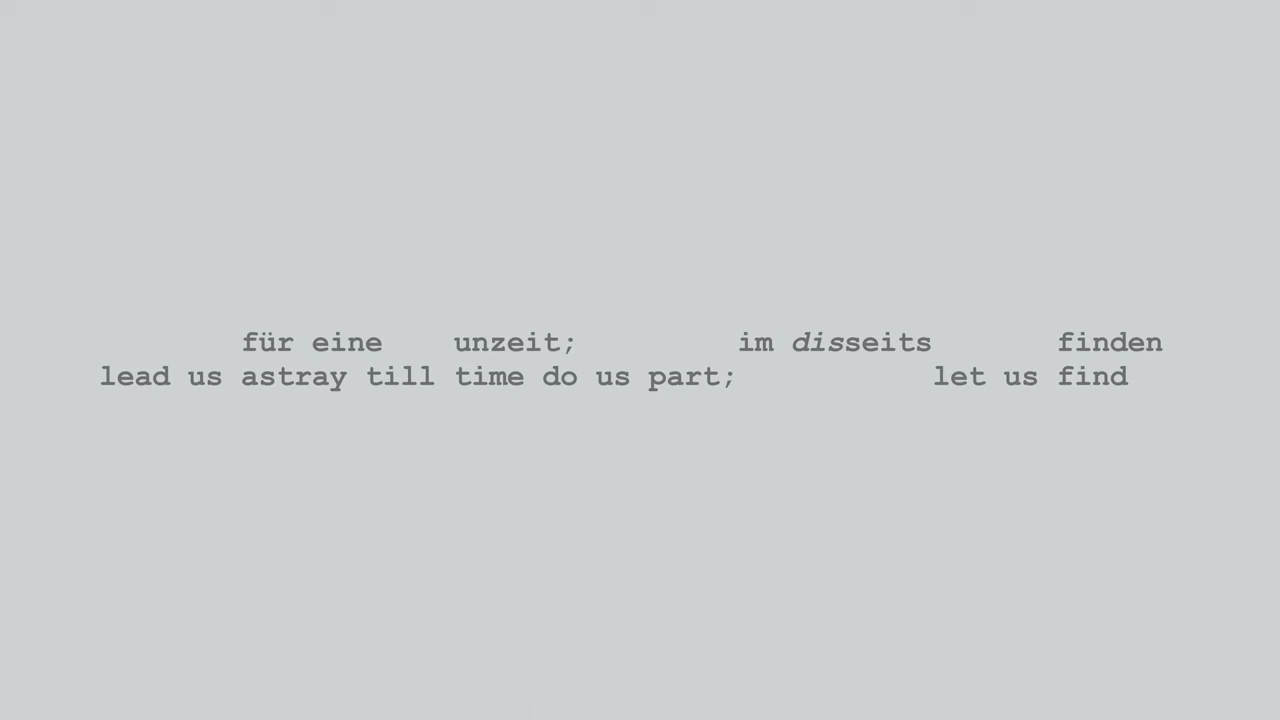 für eine unzeit; im disseits finden
lead us astray till time do us part; let us find